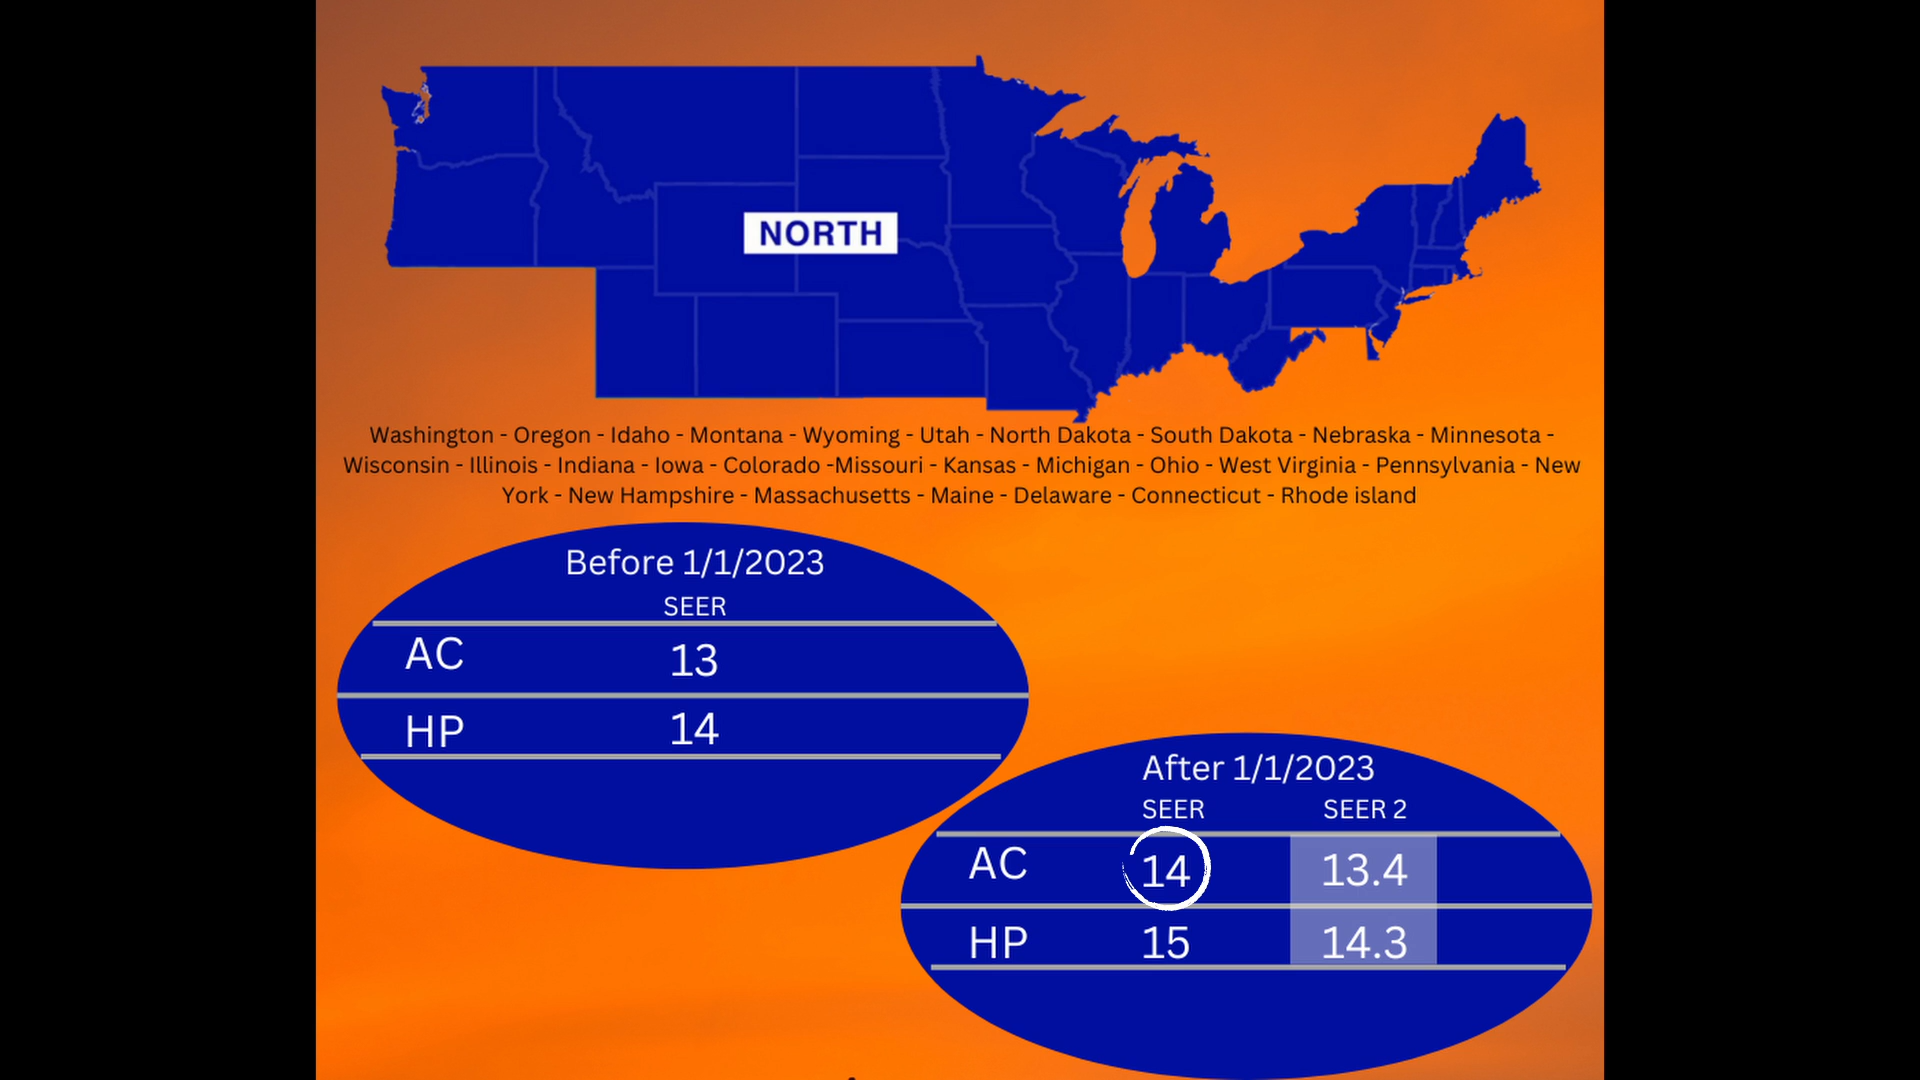 NORTH
Washington - Oregon - Idaho - Montana - Wyoming - Utah - North Dakota - South Dakota - Nebraska - Minnesota -
Wisconsin - Illinois - Indiana - Iowa - Colorado -Missouri - Kansas - Michigan - Ohio - West Virginia - Pennsylvania - New
York - New Hampshire - Massachusetts - Maine - Delaware - Connecticut - Rhode island
Before 1/1/2023
SEER
AC 13
HP 14
After 1/1/2023
SEER SEER 2
AC 14 13.4
HP 15 14.3